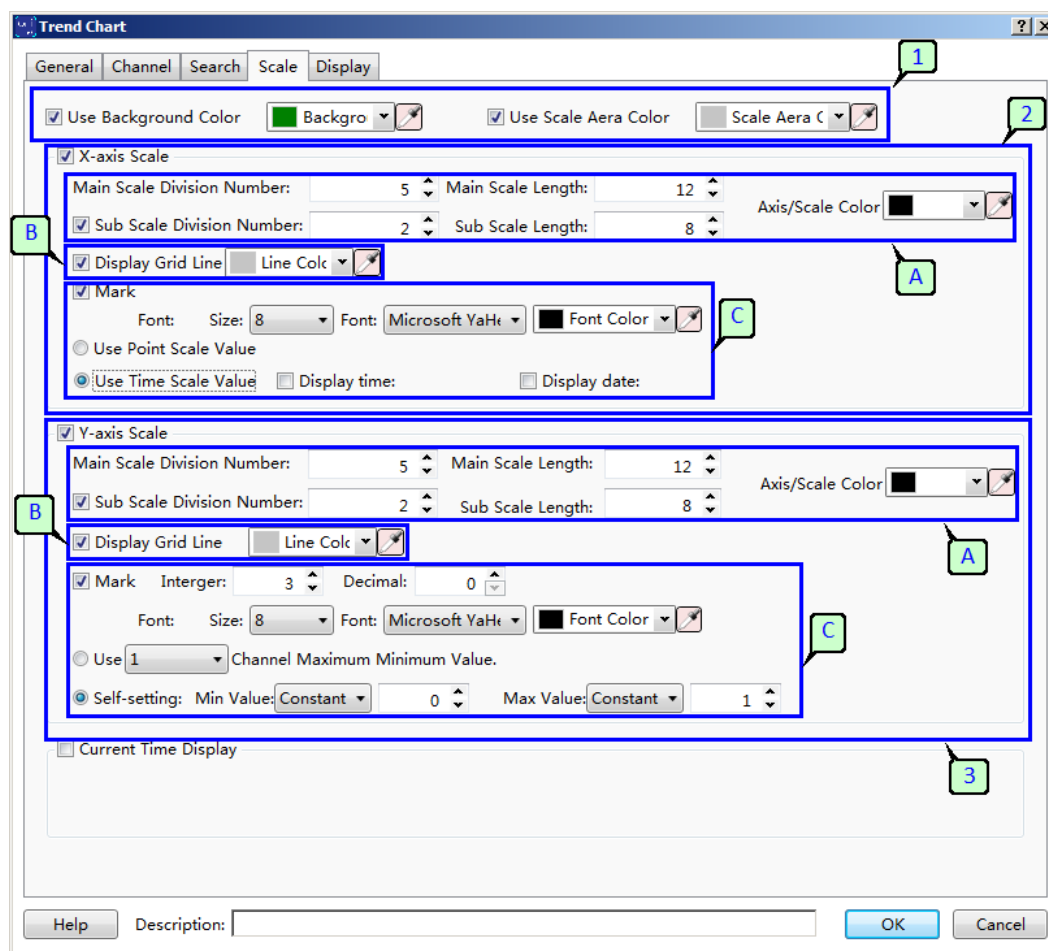 Trend Chart
General Channel Search Scale Display
1
Use Background Color Backgro Use Scale Aera Color Scale Aera C
2
X-axis Scale
Main Scale Division Number: 5 Main Scale Length: 12
Axis/Scale Color
Sub Scale Division Number: 2 Sub Scale Length: 8
B
Display Grid Line Line Colc
A
Mark
Font: Size: 8 Font: Microsoft YaHe Font Color
C
Use Point Scale Value
Use Time Scale Value Display time: Display date:
Y-axis Scale
Main Scale Division Number: 5 Main Scale Length: 12
Axis/Scale Color
Sub Scale Division Number: 2 Sub Scale Length: 8
B
Display Grid Line Line Colc
A
Mark Interger: 3 Decimal: 0
Font: Size: 8 Font: Microsoft YaHe Font Color
C
Use 1 Channel Maximum Minimum Value.
Self-setting: Min Value: Constant 0 Max Value: Constant 1
Current Time Display
3
Help Description: OK Cancel